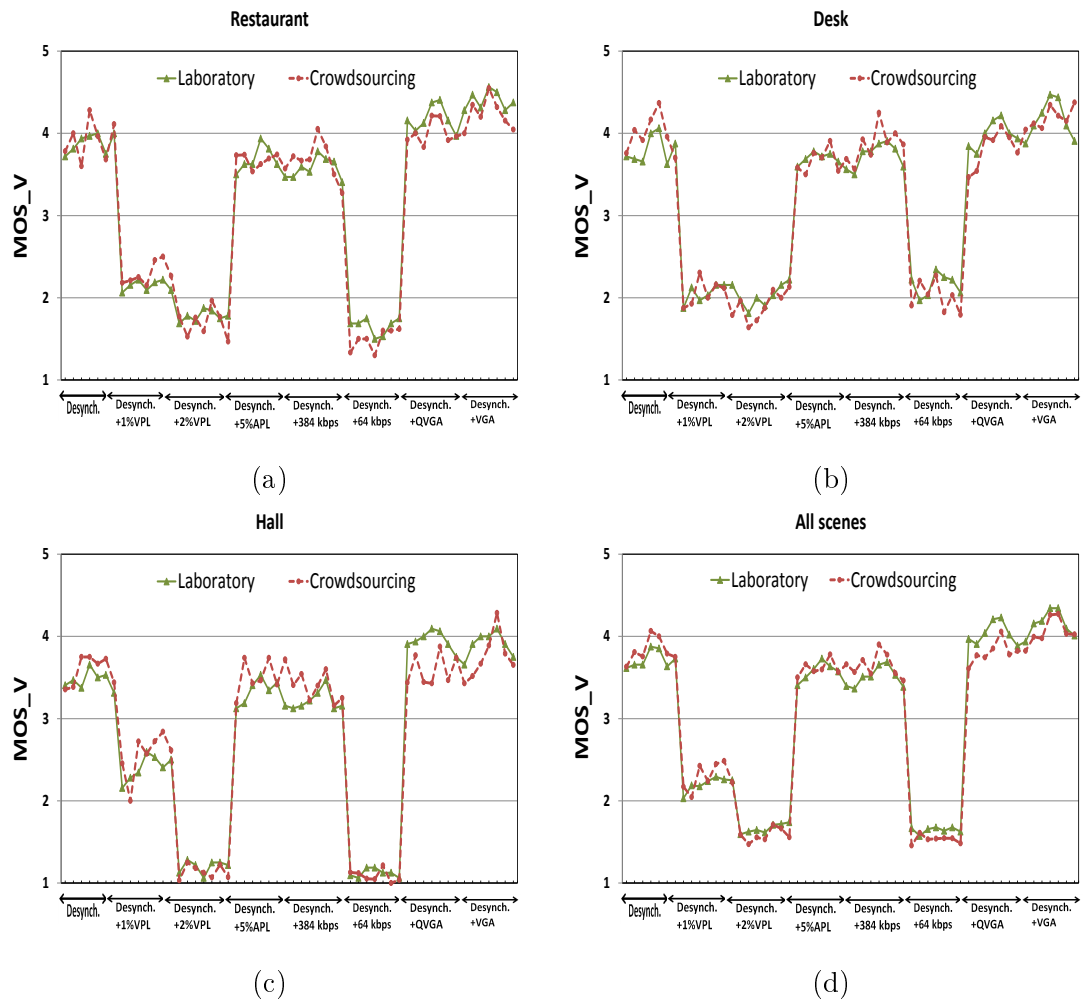 Restaurant
5
4
3
2
1
MOS_V
Laboratory
Crowdsourcing
Desynch.
Desynch.
+1%VPL
Desynch.
+2%VPL
Desynch.
+5%APL
Desynch.
+384 kbps
Desynch.
+64 kbps
Desynch.
+QVGA
Desynch.
+VGA
(a)
Desk
5
4
3
2
1
MOS_V
Laboratory
Crowdsourcing
Desynch.
Desynch.
+1%VPL
Desynch.
+2%VPL
Desynch.
+5%APL
Desynch.
+384 kbps
Desynch.
+64 kbps
Desynch.
+QVGA
Desynch.
+VGA
(b)
Hall
5
4
3
2
1
MOS_V
Laboratory
Crowdsourcing
Desynch.
Desynch.
+1%VPL
Desynch.
+2%VPL
Desynch.
+5%APL
Desynch.
+384 kbps
Desynch.
+64 kbps
Desynch.
+QVGA
Desynch.
+VGA
(c)
All scenes
5
4
3
2
1
MOS_V
Laboratory
Crowdsourcing
Desynch.
Desynch.
+1%VPL
Desynch.
+2%VPL
Desynch.
+5%APL
Desynch.
+384 kbps
Desynch.
+64 kbps
Desynch.
+QVGA
Desynch.
+VGA
(d)